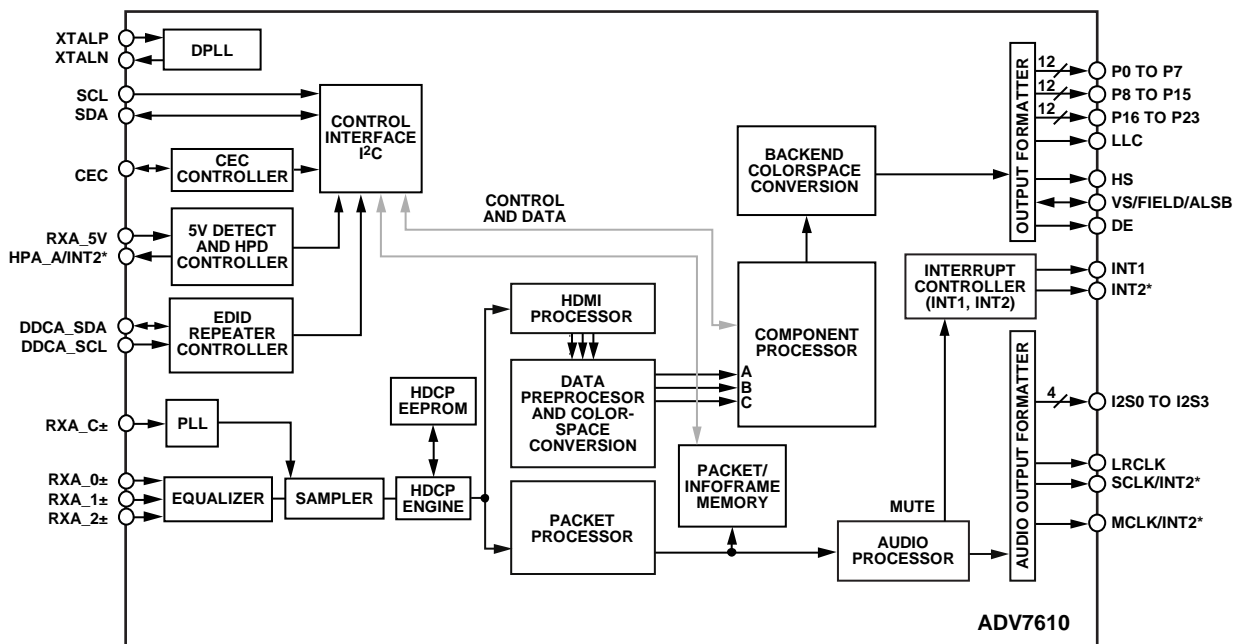 XTALP
XTALN
DPLL
SCL
SDA
CONTROL
INTERFACE
I2C
CEC
CEC
CONTROLLER
RXA_5V
HPA_A/INT2*
5V DETECT
AND HPD
CONTROLLER
DDCA_SDA
DDCA_SCL
EDID
REPEATER
CONTROLLER
RXA_C±
PLL
RXA_0±
RXA_1±
RXA_2±
EQUALIZER
SAMPLER
HDCP
EEPROM
HDCP
ENGINE
CONTROL
AND DATA
HDMI
PROCESSOR
DATA
PREPROCESOR
AND COLOR-
SPACE
CONVERSION
PACKET
PROCESSOR
A
B
C
COMPONENT
PROCESSOR
BACKEND
COLORSPACE
CONVERSION
PACKET/
INFOFRAME
MEMORY
MUTE
AUDIO
PROCESSOR
INTERRUPT
CONTROLLER
(INT1, INT2)
OUTPUT FORMATTER
12
P0 TO P7
12
P8 TO P15
12
P16 TO P23
LLC
HS
VS/FIELD/ALSB
DE
INT1
INT2*
AUDIO OUTPUT FORMATTER
4
I2S0 TO I2S3
LRCLK
SCLK/INT2*
MCLK/INT2*
ADV7610